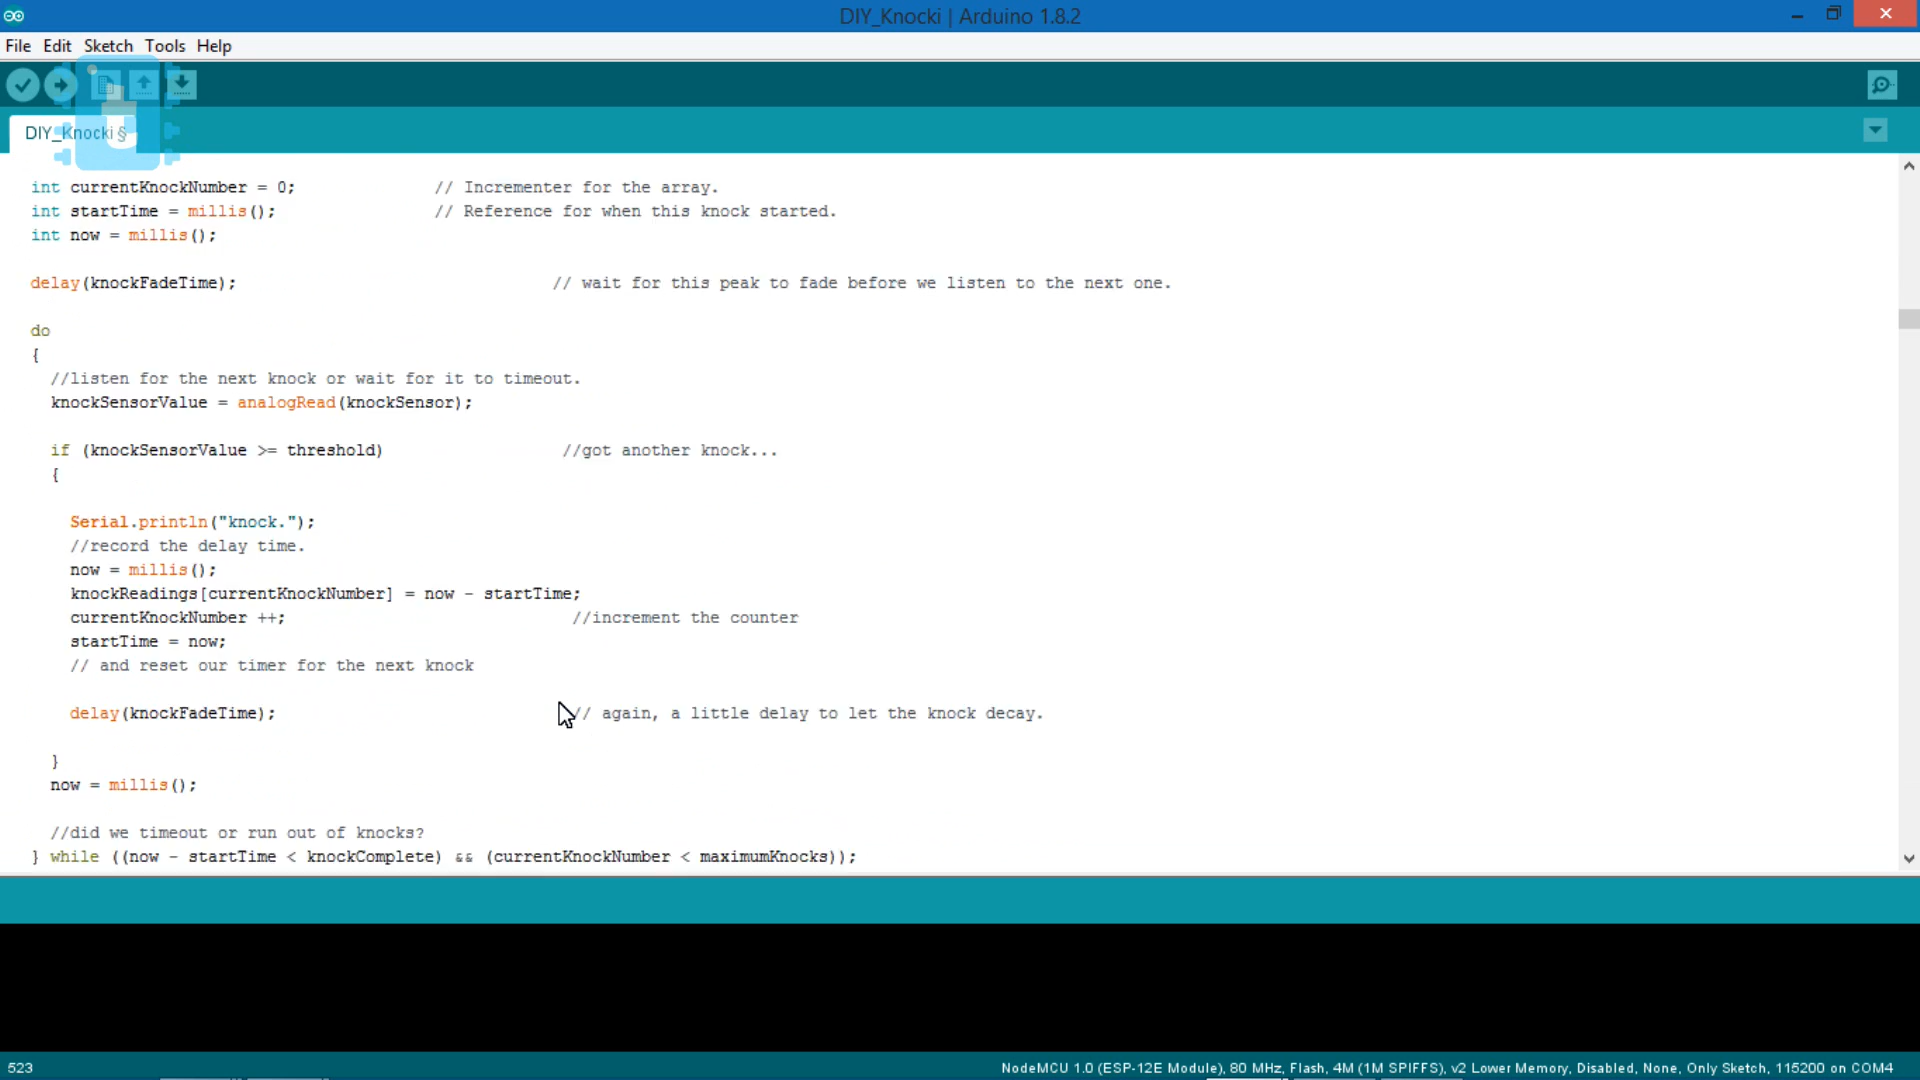 DIY_Knocki | Arduino 1.8.2
File Edit Sketch Tools Help
DIY_Knocki §
int currentKnockNumber = 0; // Incrementer for the array.
int startTime = millis(); // Reference for when this knock started.
int now = millis();
delay(knockFadeTime); // wait for this peak to fade before we listen to the next one.
do
{
//listen for the next knock or wait for it to timeout.
knockSensorValue = analogRead(knockSensor);
if (knockSensorValue >= threshold) //got another knock...
{
Serial.println("knock.");
//record the delay time.
now = millis();
knockReadings[currentKnockNumber] = now - startTime;
currentKnockNumber ++; //increment the counter
startTime = now;
// and reset our timer for the next knock
delay(knockFadeTime); // again, a little delay to let the knock decay.
}
now = millis();
//did we timeout or run out of knocks?
} while ((now - startTime < knockComplete) && (currentKnockNumber < maximumKnocks));
523
NodeMCU 1.0 (ESP-12E Module), 80 MHz, Flash, 4M (1M SPIFFS), v2 Lower Memory, Disabled, None, Only Sketch, 115200 on COM4